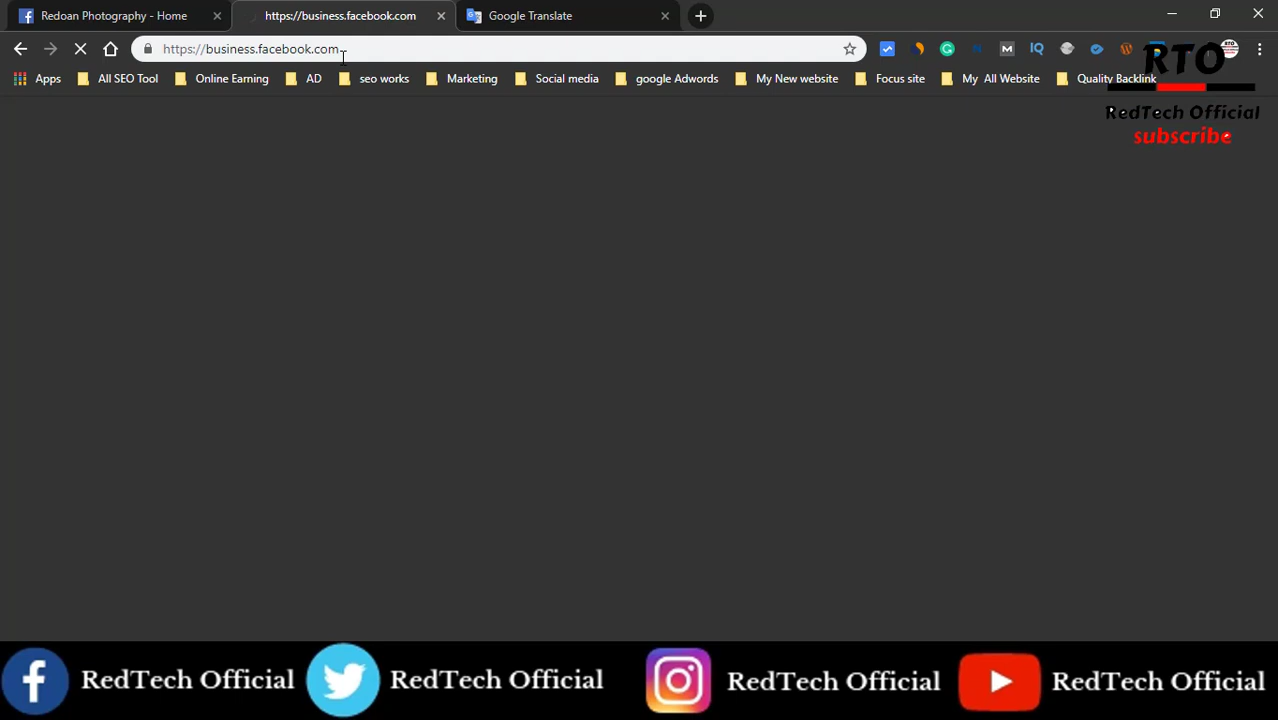 Redoan Photography - Home
https://business.facebook.com
Google Translate
https://business.facebook.com
Apps
All SEO Tool
Online Earning
AD
seo works
Marketing
Social media
google Adwords
My New website
Focus site
My All Website
Quality Backlink
RTO
RedTech Official
subscribe
RedTech Official
RedTech Official
RedTech Official
RedTech Official